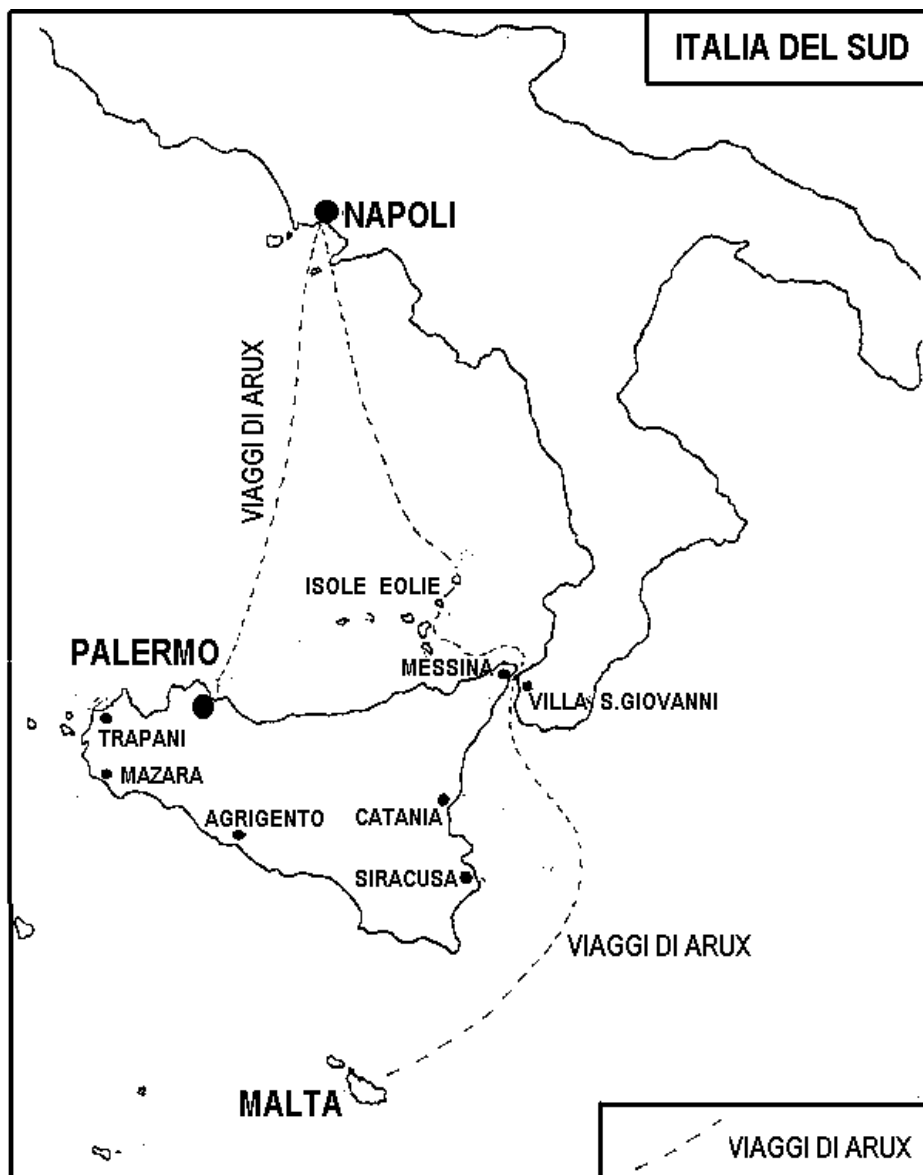 ITALIA DEL SUD
NAPOLI
VIAGGI DI ARUX
ISOLE EOLIE
PALERMO
MESSINA
VILLA S.GIOVANNI
TRAPANI
MAZARA
AGRIGENTO
CATANIA
SIRACUSA
VIAGGI DI ARUX
MALTA
VIAGGI DI ARUX